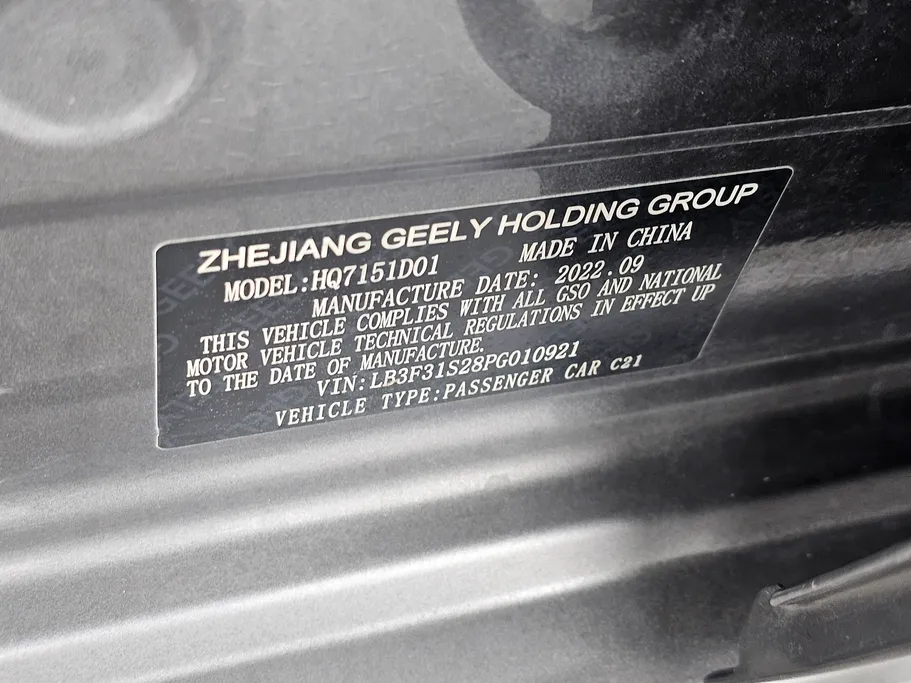 ZHEJIANG GEELY HOLDING GROUP
MODEL:HQ7151D01 MADE IN CHINA
MANUFACTURE DATE: 2022.09
THIS VEHICLE COMPLIES WITH ALL GSO AND NATIONAL
MOTOR VEHICLE TECHNICAL REGULATIONS IN EFFECT UP
TO THE DATE OF MANUFACTURE.
VIN:LB3F31S28PG010921
VEHICLE TYPE:PASSENGER CAR C21